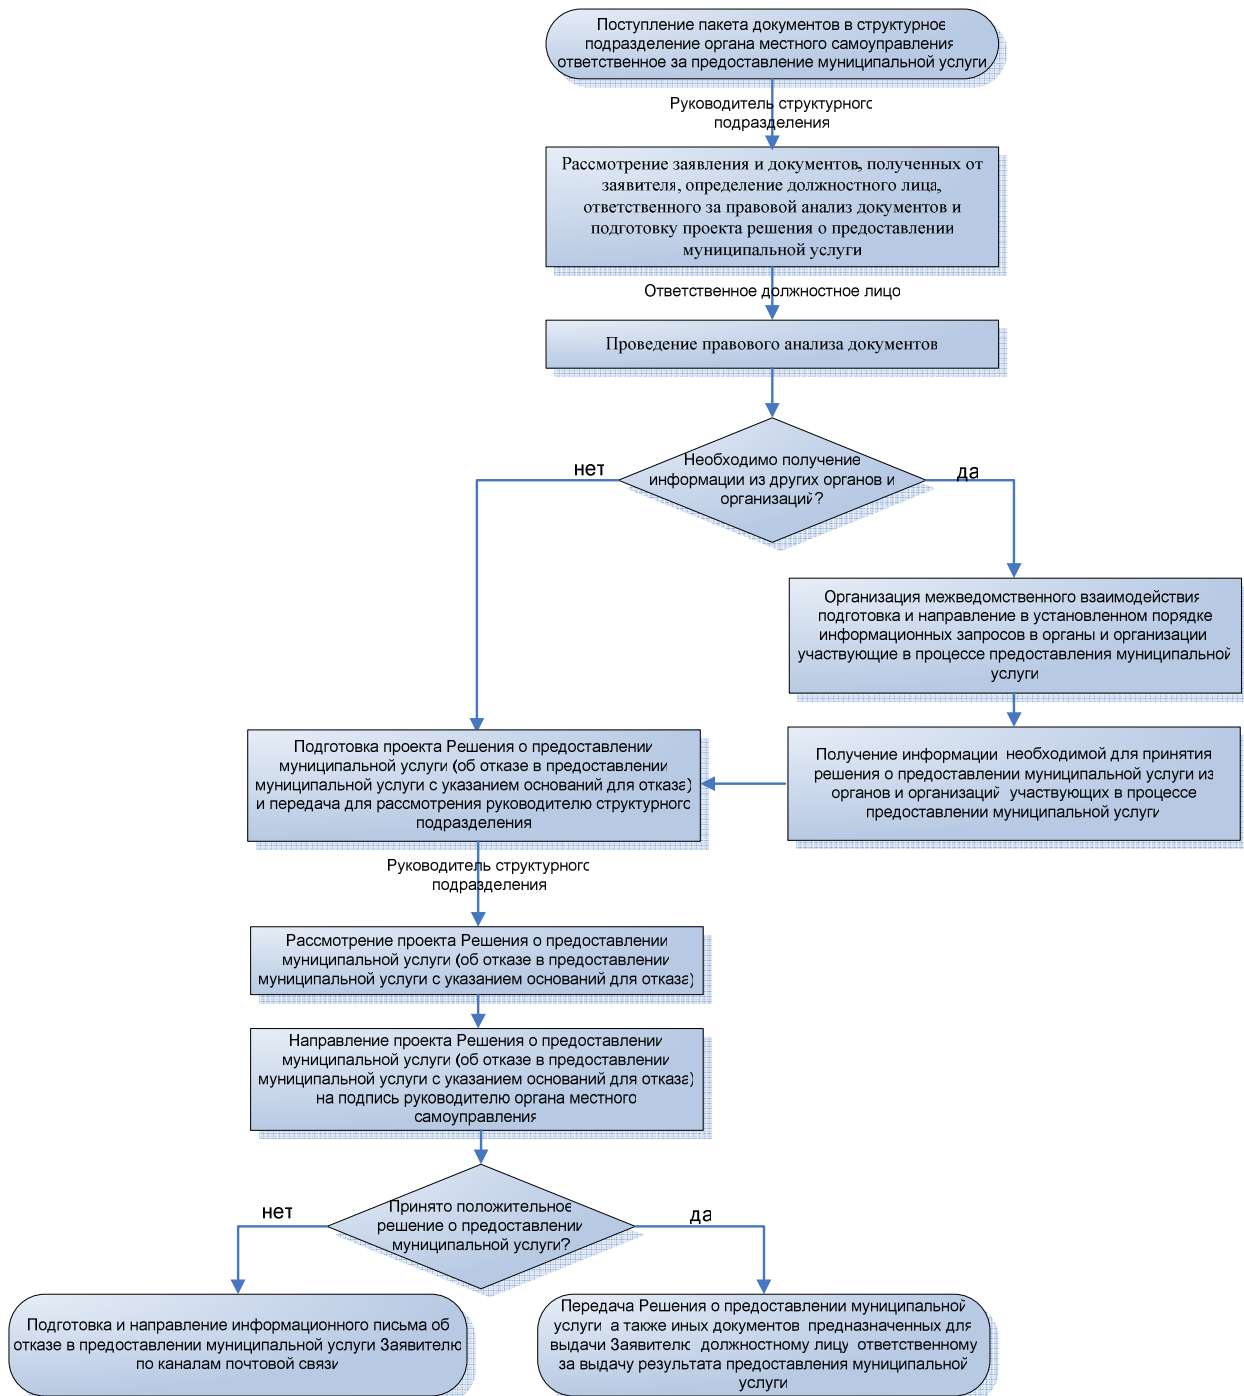 Поступление пакета документов в структурное
подразделение органа местного самоуправления
ответственное за предоставление муниципальной услуги
Руководитель структурного
подразделения
Рассмотрение заявления и документов, полученных от
заявителя, определение должностного лица,
ответственного за правовой анализ документов и
подготовку проекта решения о предоставлении
муниципальной услуги
Ответственное должностное лицо
Проведение правового анализа документов
Необходимо получение
информации из других органов и
организаций?
нет
да
Организация межведомственного взаимодействия
подготовка и направление в установленном порядке
информационных запросов в органы и организации
участвующие в процессе предоставления муниципальной
услуги
Получение информации необходимой для принятия
решения о предоставлении муниципальной услуги из
органов и организаций участвующих в процессе
предоставлении муниципальной услуги
Подготовка проекта Решения о предоставлении
муниципальной услуги (об отказе в предоставлении
муниципальной услуги с указанием оснований для отказа)
и передача для рассмотрения руководителю структурного
подразделения
Руководитель структурного
подразделения
Рассмотрение проекта Решения о предоставлении
муниципальной услуги (об отказе в предоставлении
муниципальной услуги с указанием оснований для отказа)
Направление проекта Решения о предоставлении
муниципальной услуги (об отказе в предоставлении
муниципальной услуги с указанием оснований для отказа)
на подпись руководителю органа местного
самоуправления
Принято положительное
решение о предоставлении
муниципальной услуги?
нет
да
Подготовка и направление информационного письма об
отказе в предоставлении муниципальной услуги Заявителю
по каналам почтовой связи
Передача Решения о предоставлении муниципальной
услуги а также иных документов предназначенных для
выдачи Заявителю должностному лицу ответственному
за выдачу результата предоставления муниципальной
услуги